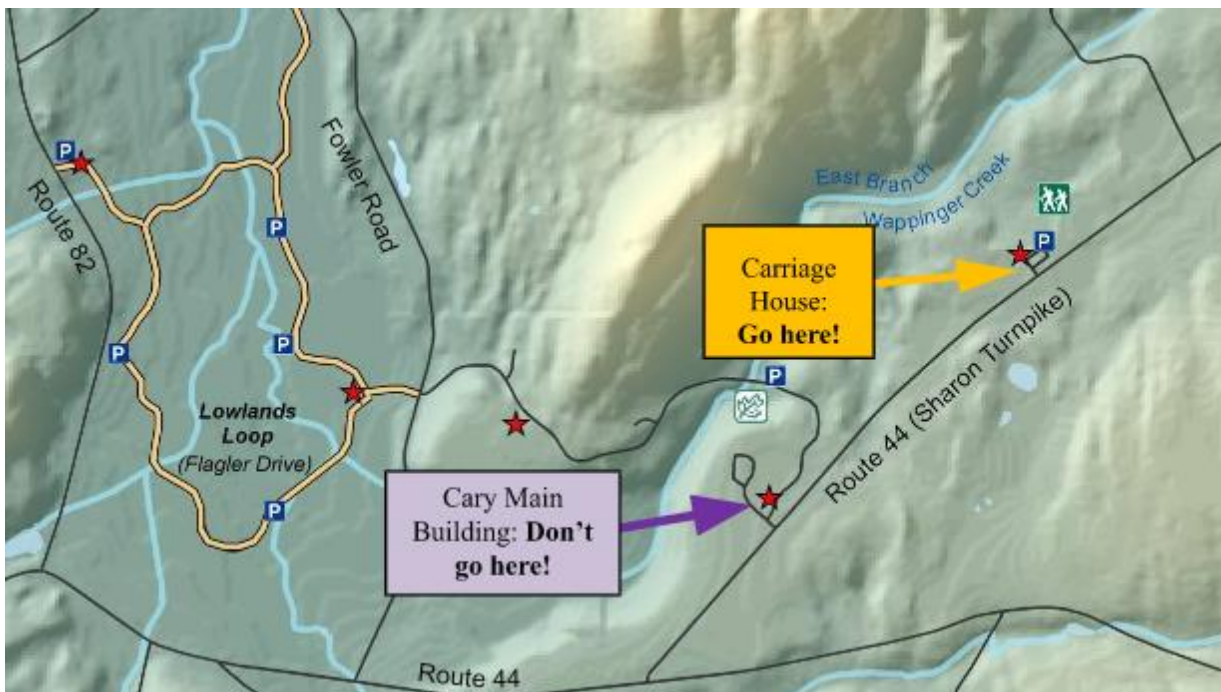 P
Route 82
Fowler Road
P
P
P
Lowlands
Loop
(Flagler Drive)
P
East Branch
Wappinger Creek
P
Carriage
House:
Go here!
P
Route 44 (Sharon Turnpike)
Cary Main
Building: Don’t
go here!
Route 44